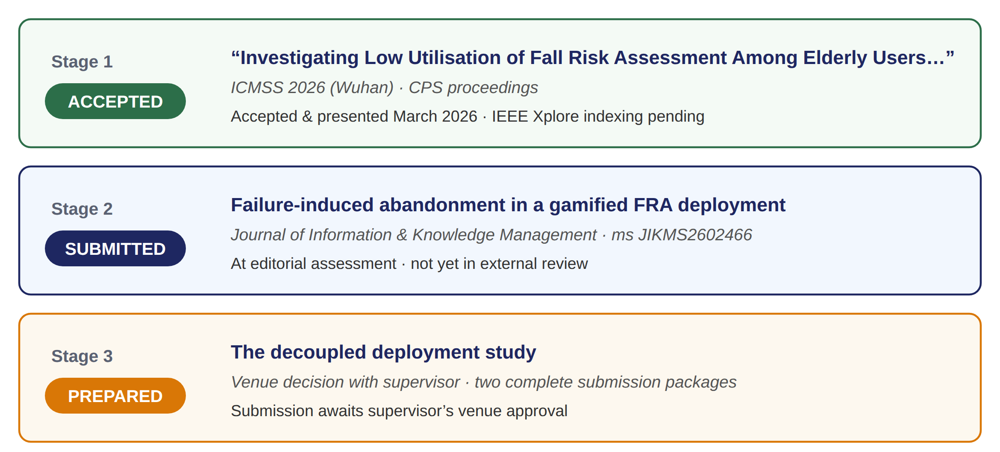 Stage 1
ACCEPTED
“Investigating Low Utilisation of Fall Risk Assessment Among Elderly Users…”
ICMSS 2026 (Wuhan) · CPS proceedings
Accepted & presented March 2026 · IEEE Xplore indexing pending
Stage 2
SUBMITTED
Failure-induced abandonment in a gamified FRA deployment
Journal of Information & Knowledge Management · ms JIKMS2602466
At editorial assessment · not yet in external review
Stage 3
PREPARED
The decoupled deployment study
Venue decision with supervisor · two complete submission packages
Submission awaits supervisor’s venue approval